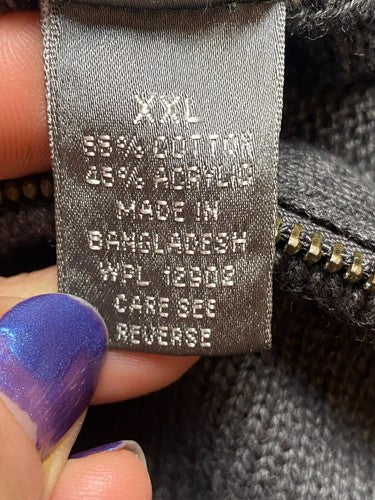 XXL
55% COTTON
45% ACRYLIC
MADE IN
BANGLADESH
WPL 12902
CARE SEE
REVERSE